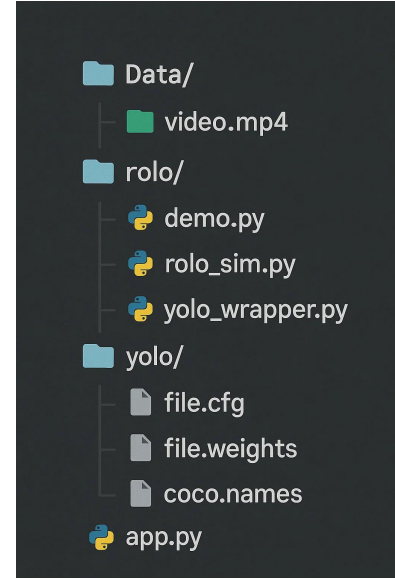 Data/
video.mp4
rolo/
demo.py
rolo_sim.py
yolo_wrapper.py
yolo/
file.cfg
file.weights
coco.names
app.py